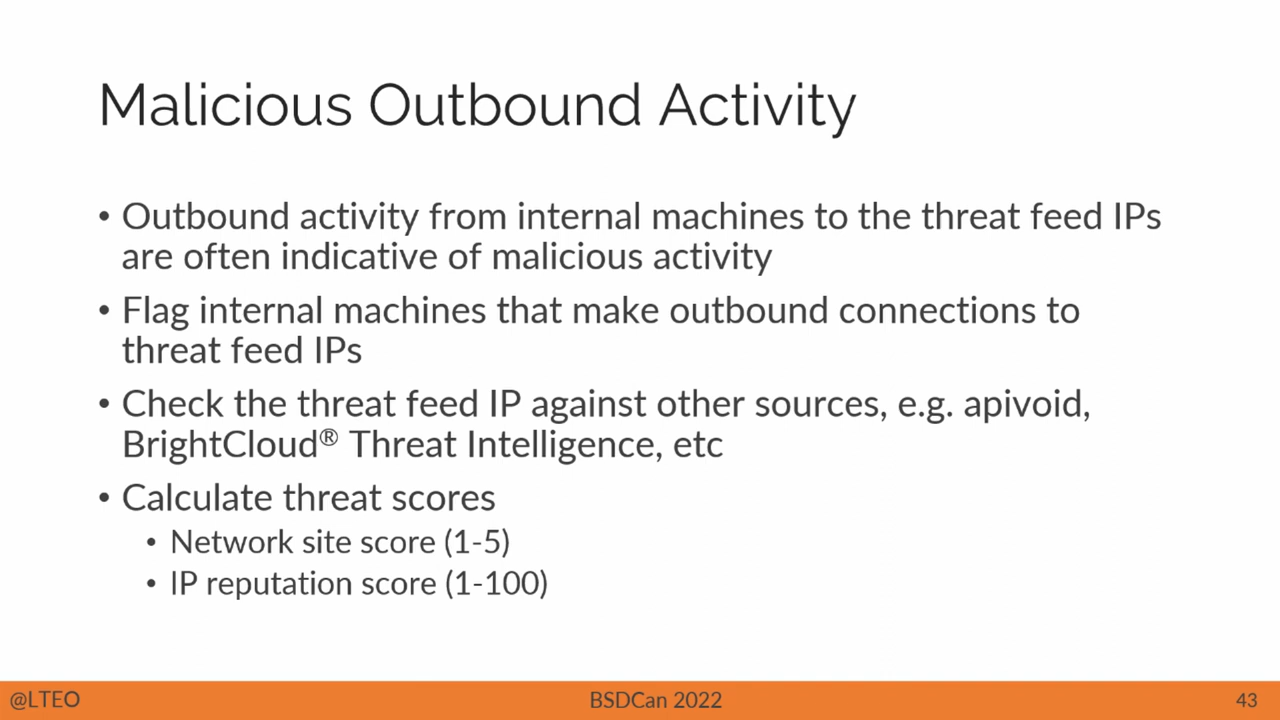 Malicious Outbound Activity
• Outbound activity from internal machines to the threat feed IPs
are often indicative of malicious activity
• Flag internal machines that make outbound connections to
threat feed IPs
• Check the threat feed IP against other sources, e.g. apivoid,
BrightCloud® Threat Intelligence, etc
• Calculate threat scores
• Network site score (1-5)
• IP reputation score (1-100)
@LTEO BSDCan 2022 43